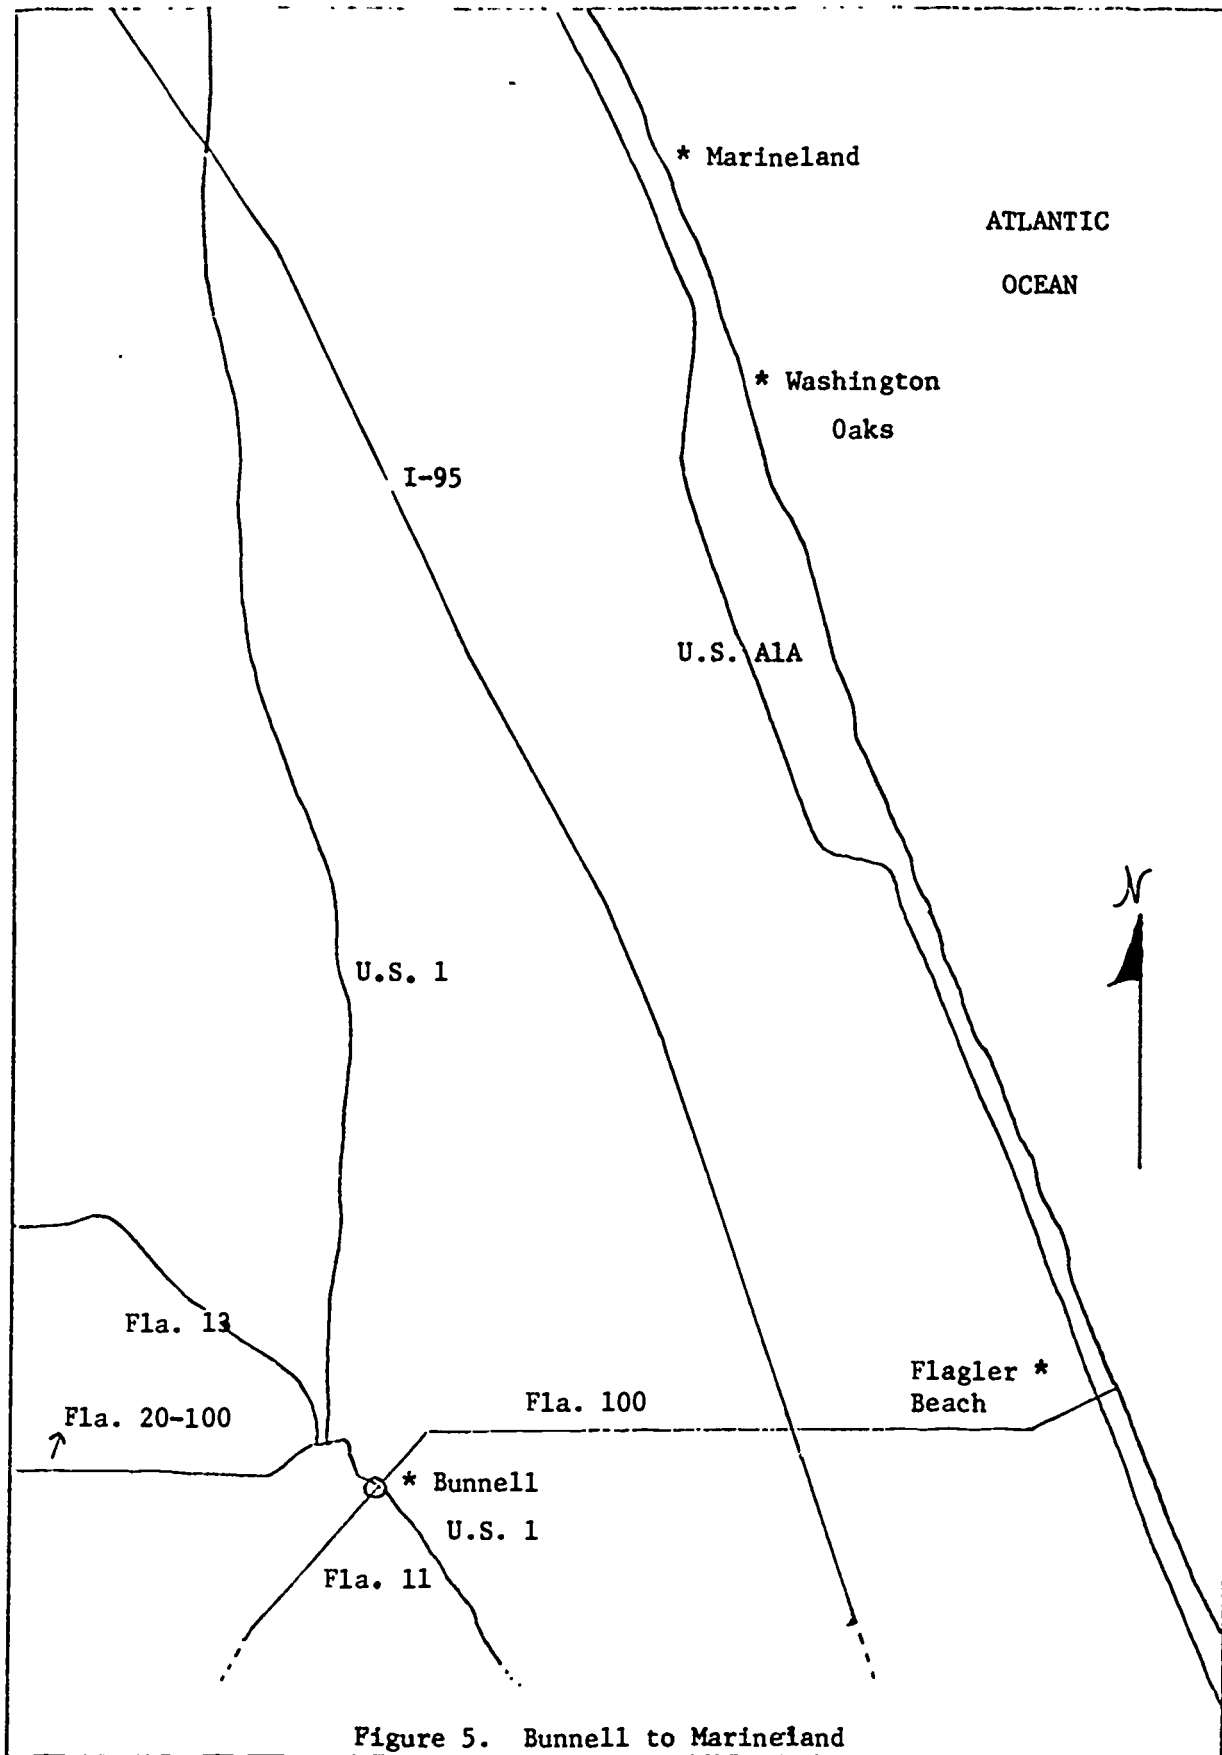 * Marineland
ATLANTIC
OCEAN
* Washington
Oaks
I-95
U.S. A1A
N
U.S. 1
Fla. 13
Flagler *
Beach
Fla. 100
Fla. 20-100
* Bunnell
U.S. 1
Fla. 11
Figure 5. Bunnell to Marineland